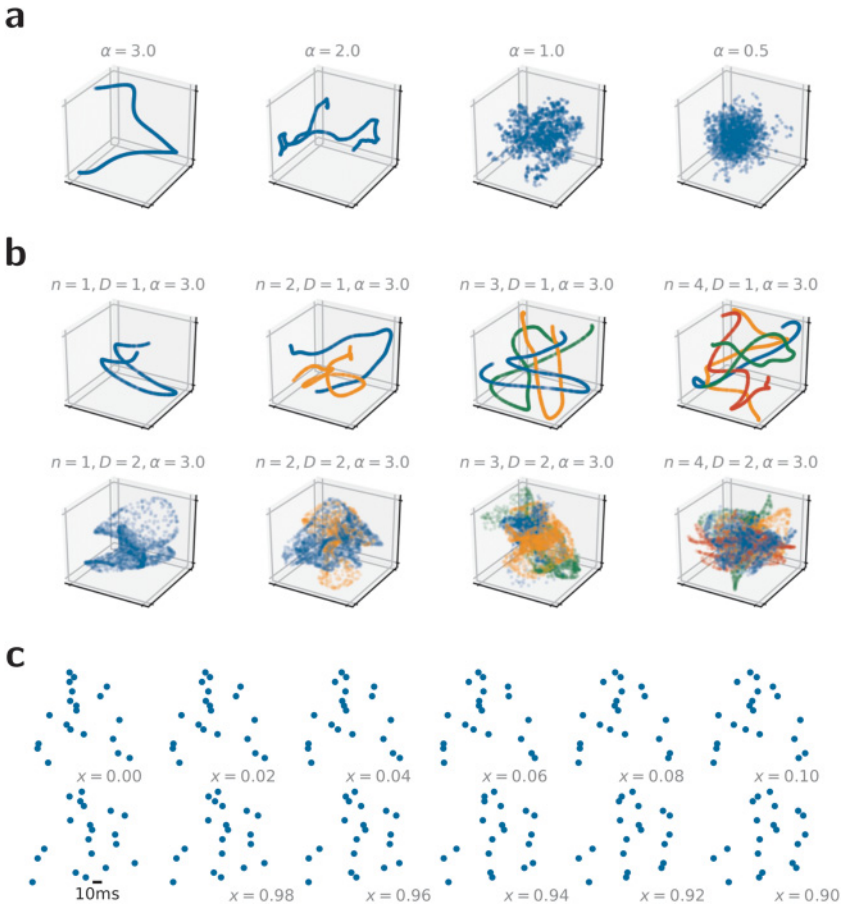 a
α = 3.0 α = 2.0 α = 1.0 α = 0.5
b
n = 1, D = 1, α = 3.0 n = 2, D = 1, α = 3.0 n = 3, D = 1, α = 3.0 n = 4, D = 1, α = 3.0
n = 1, D = 2, α = 3.0 n = 2, D = 2, α = 3.0 n = 3, D = 2, α = 3.0 n = 4, D = 2, α = 3.0
c
x = 0.00 x = 0.02 x = 0.04 x = 0.06 x = 0.08 x = 0.10
10ms x = 0.98 x = 0.96 x = 0.94 x = 0.92 x = 0.90